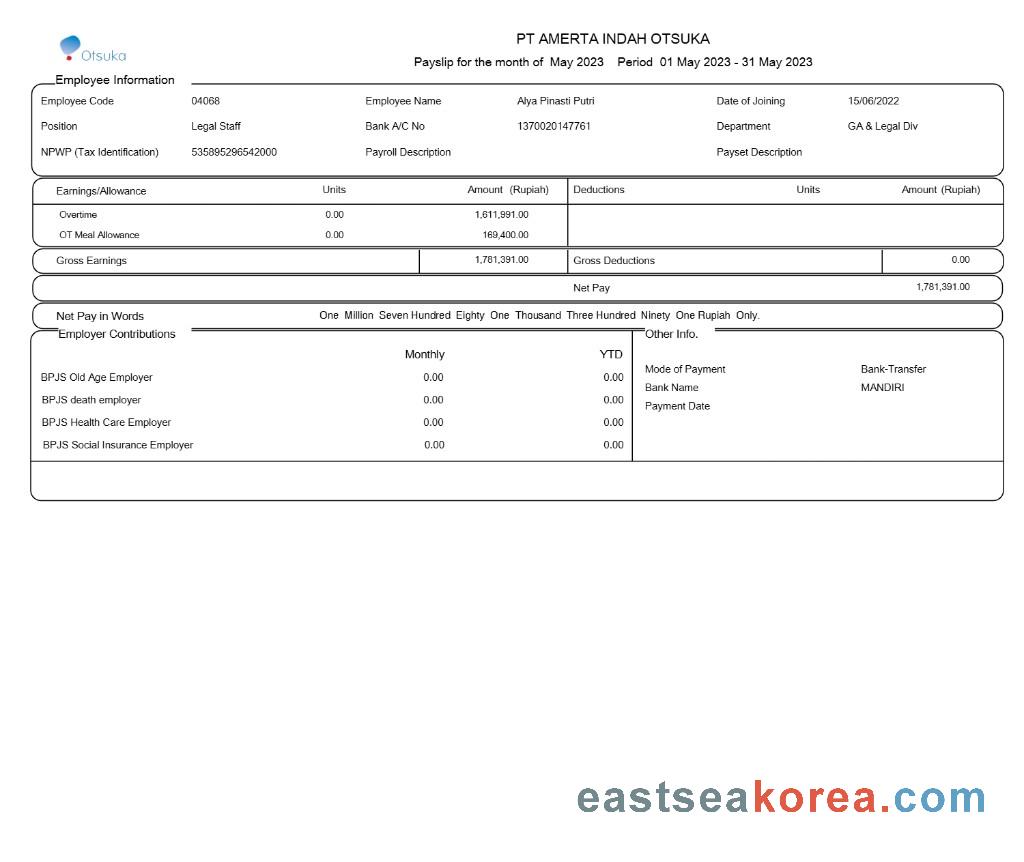 PT AMERTA INDAH OTSUKA
Otsuka
Payslip for the month of May 2023 Period 01 May 2023 - 31 May 2023
Employee Information
Employee Code 04068 Employee Name Alya Pinasti Putri Date of Joining 15/06/2022
Position Legal Staff Bank A/C No 1370020147761 Department GA & Legal Div
NPWP (Tax Identification) 535895296542000 Payroll Description Payset Description
Earnings/Allowance Units Amount (Rupiah) Deductions Units Amount (Rupiah)
Overtime 0.00 1,611,991.00
OT Meal Allowance 0.00 169,400.00
Gross Earnings 1,781,391.00 Gross Deductions 0.00
Net Pay 1,781,391.00
Net Pay in Words One Million Seven Hundred Eighty One Thousand Three Hundred Ninety One Rupiah Only.
Employer Contributions Other Info.
Monthly YTD
BPJS Old Age Employer 0.00 0.00
BPJS death employer 0.00 0.00
BPJS Health Care Employer 0.00 0.00
BPJS Social Insurance Employer 0.00 0.00
Mode of Payment Bank-Transfer
Bank Name MANDIRI
Payment Date
eastseakorea.com